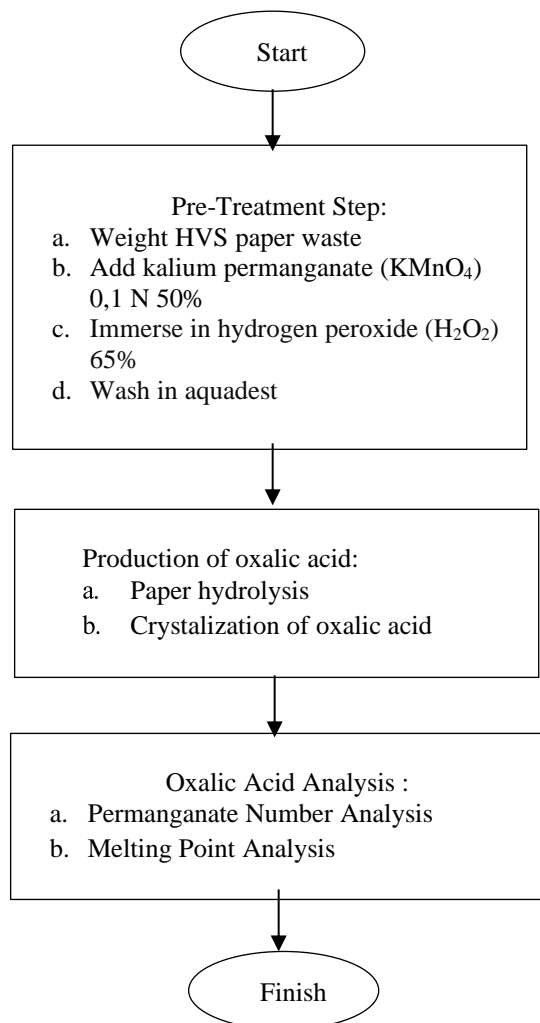 Start
Pre-Treatment Step:
a. Weight HVS paper waste
b. Add kalium permanganate (KMnO₄)
0,1 N 50%
c. Immerse in hydrogen peroxide (H₂O₂)
65%
d. Wash in aquadest
Production of oxalic acid:
a. Paper hydrolysis
b. Crystalization of oxalic acid
Oxalic Acid Analysis :
a. Permanganate Number Analysis
b. Melting Point Analysis
Finish